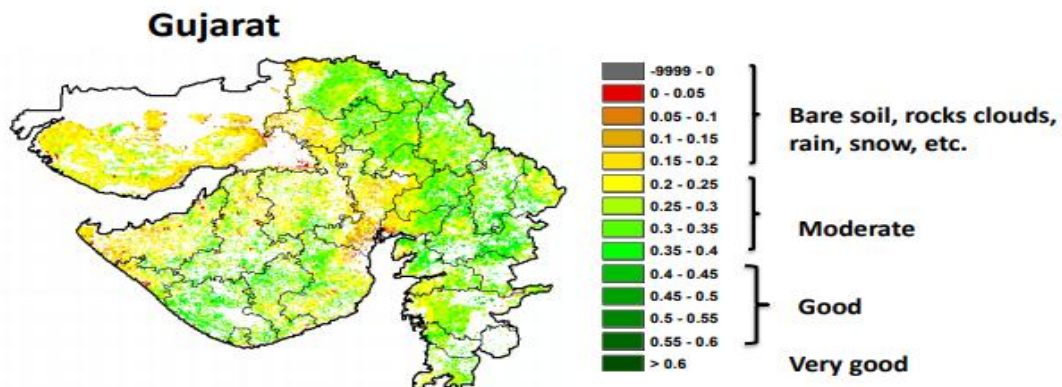 Gujarat
-9999 - 0
0 - 0.05
0.05 - 0.1
0.1 - 0.15
0.15 - 0.2
0.2 - 0.25
0.25 - 0.3
0.3 - 0.35
0.35 - 0.4
0.4 - 0.45
0.45 - 0.5
0.5 - 0.55
0.55 - 0.6
> 0.6
Bare soil, rocks clouds,
rain, snow, etc.
Moderate
Good
Very good